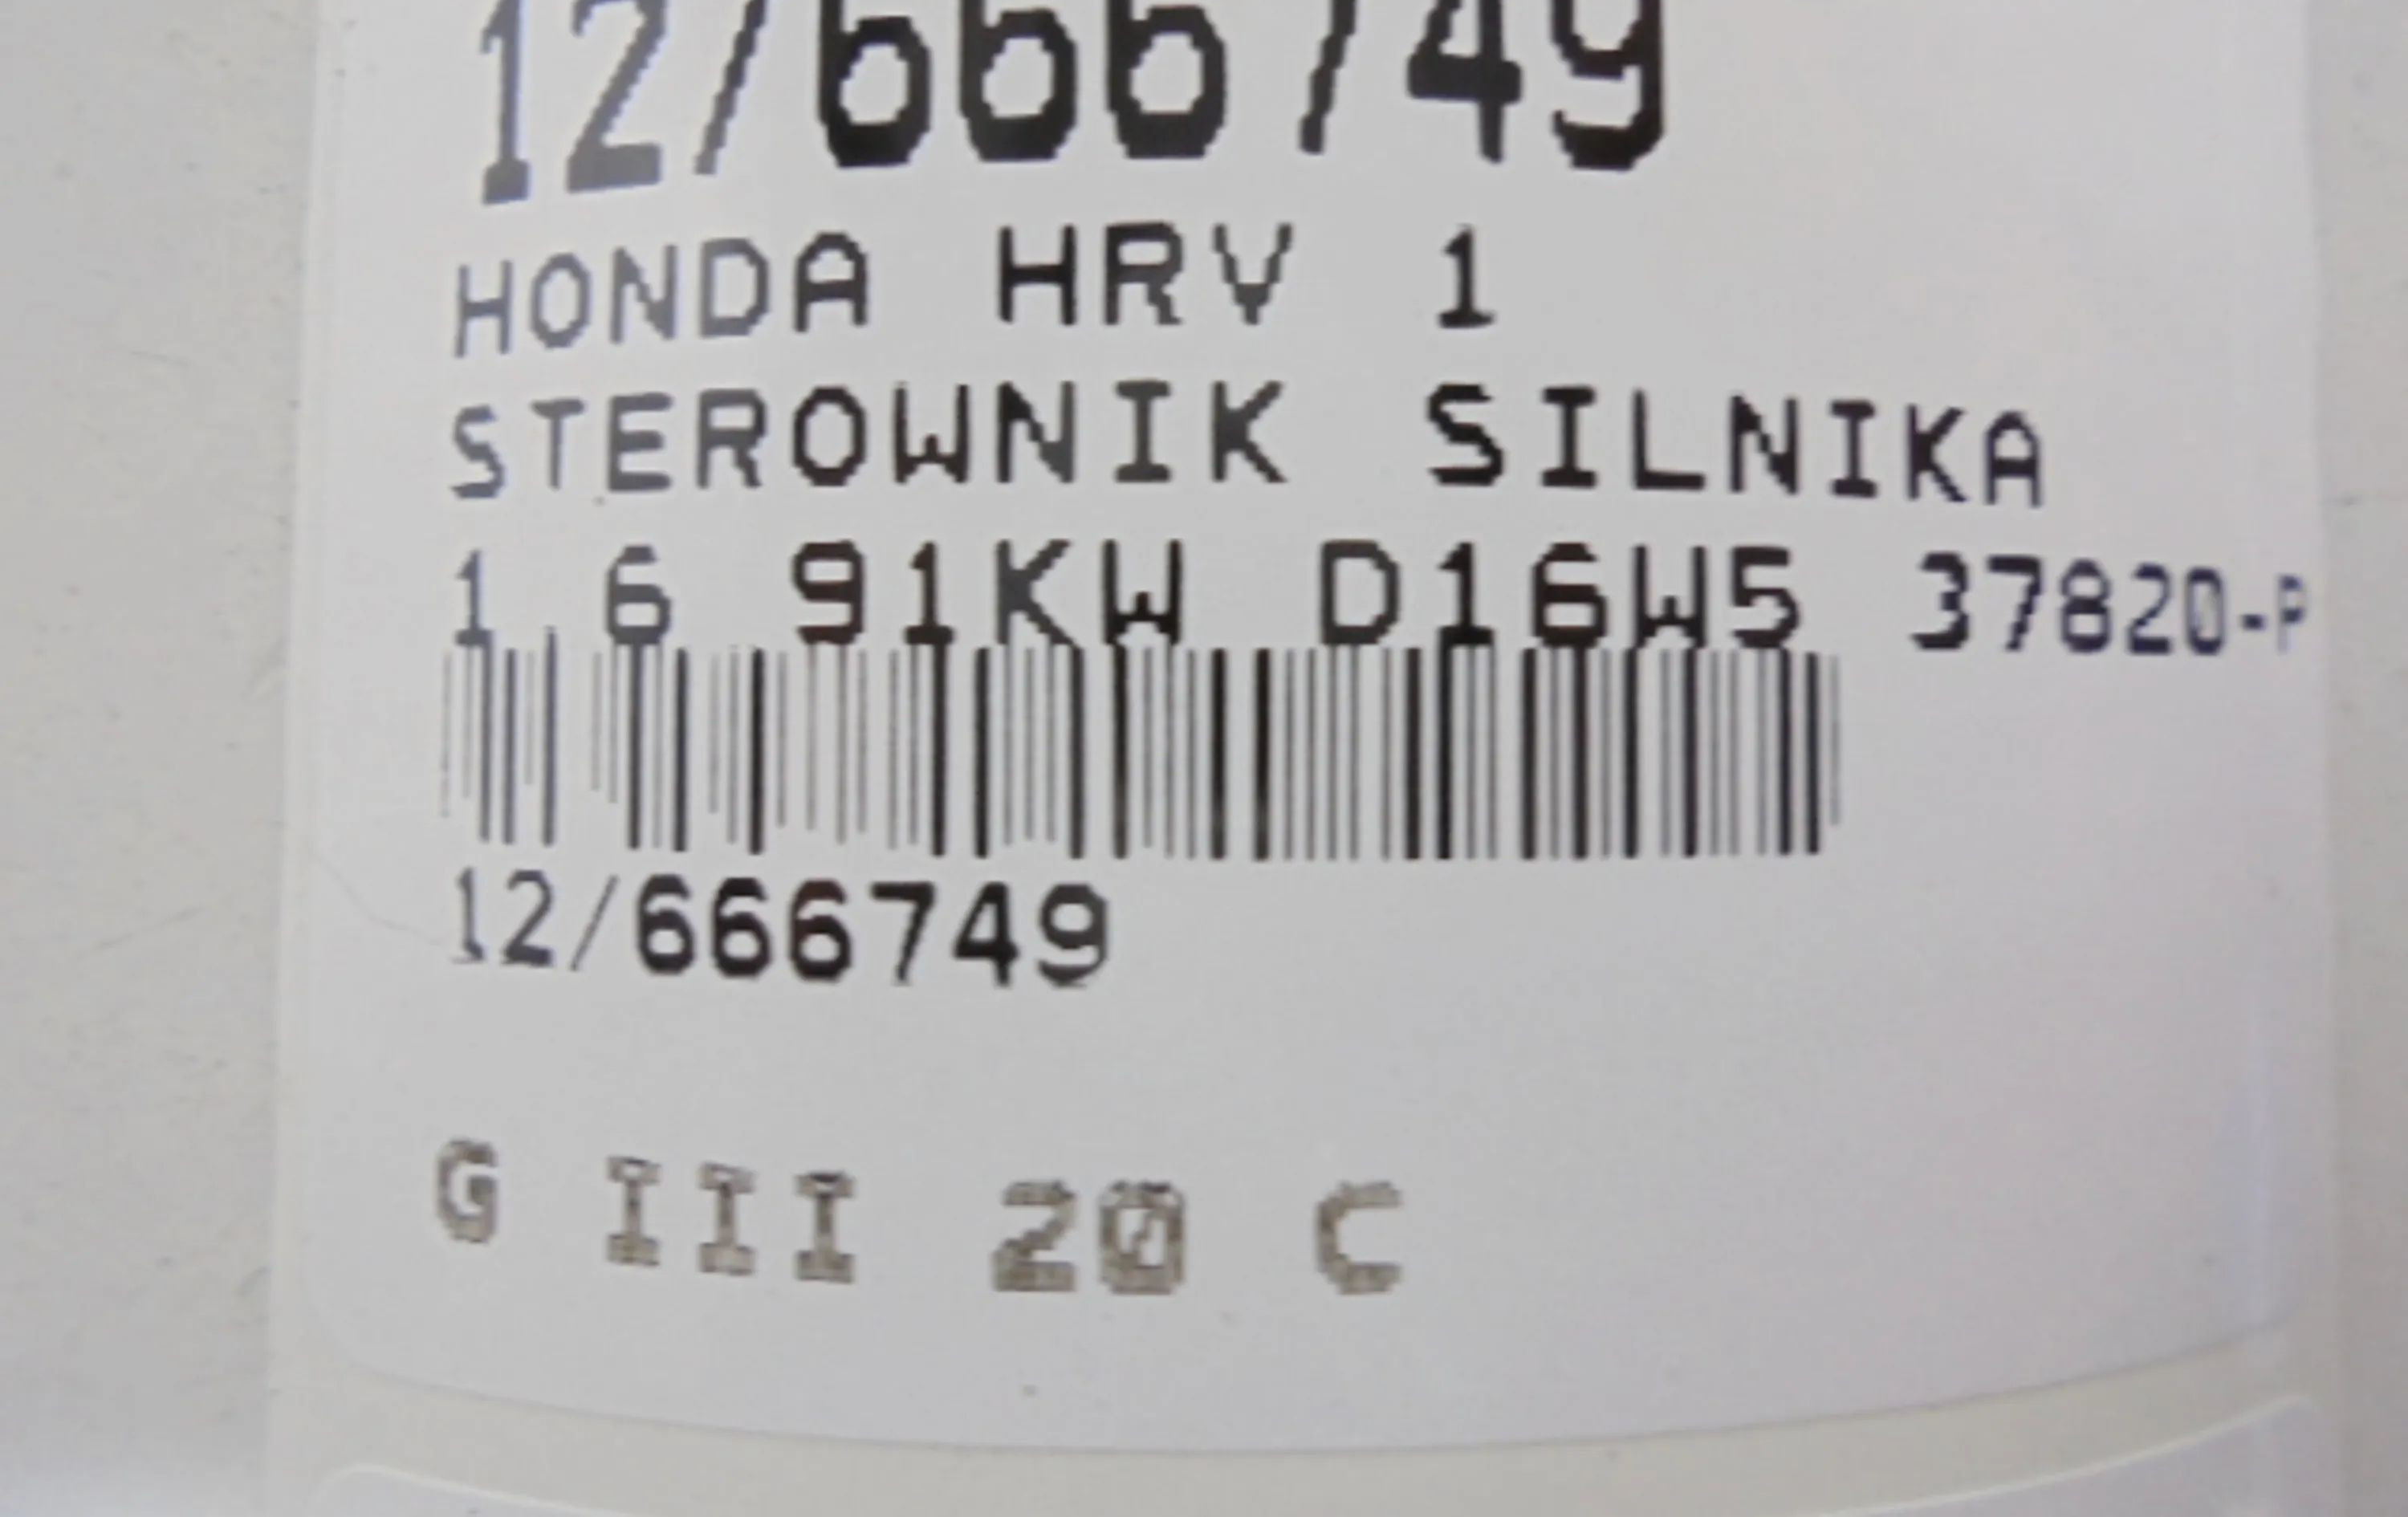 12/666749
HONDA HRV 1
STEROWNIK SILNIKA
1 6 91KW D16W5 37820-P
12/666749
G III 20 C